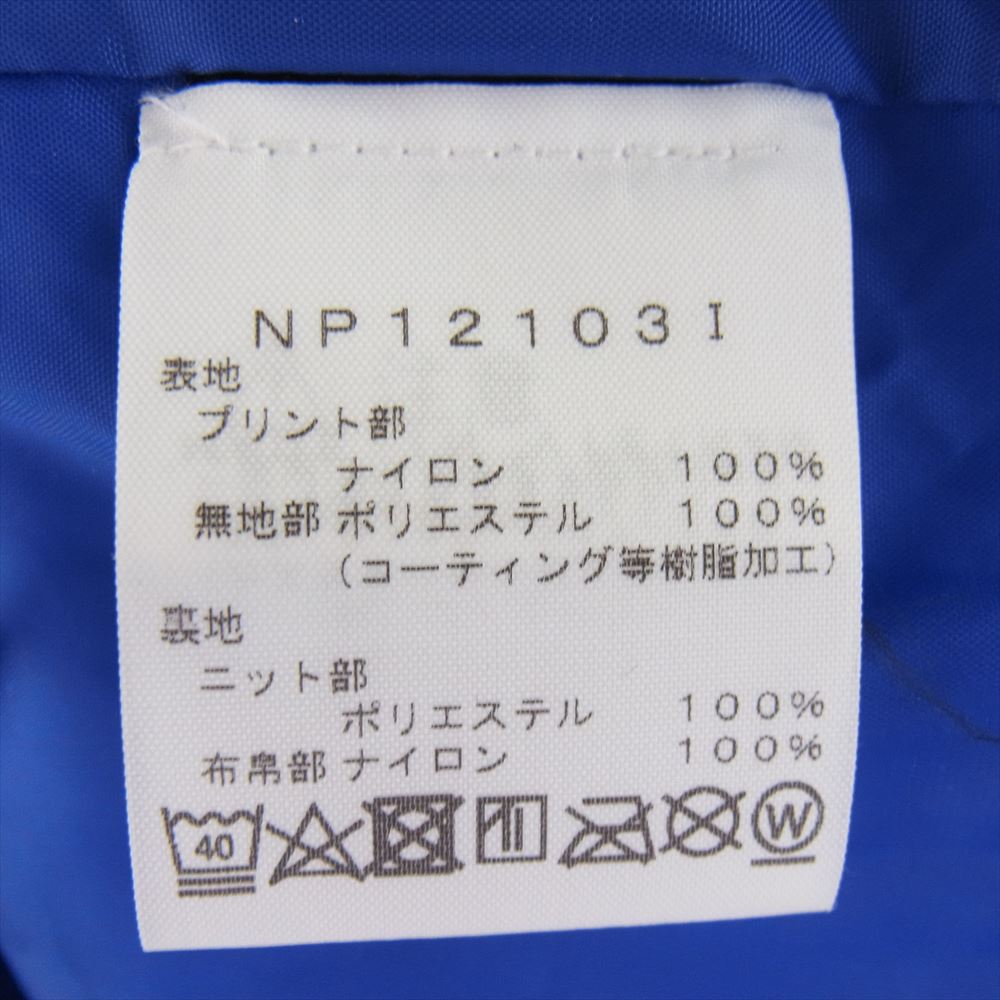 NP12103I
表地
プリント部
ナイロン 100%
無地部 ポリエステル 100%
(コーティング等樹脂加工)
裏地
ニット部
ポリエステル 100%
布帛部 ナイロン 100%
40 W